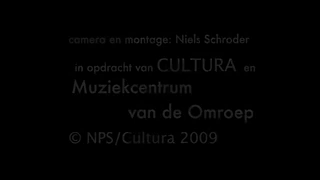 camera en montage: Niels Schroder
in opdracht van CULTURA en
Muziekcentrum
van de Omroep
© NPS/Cultura 2009